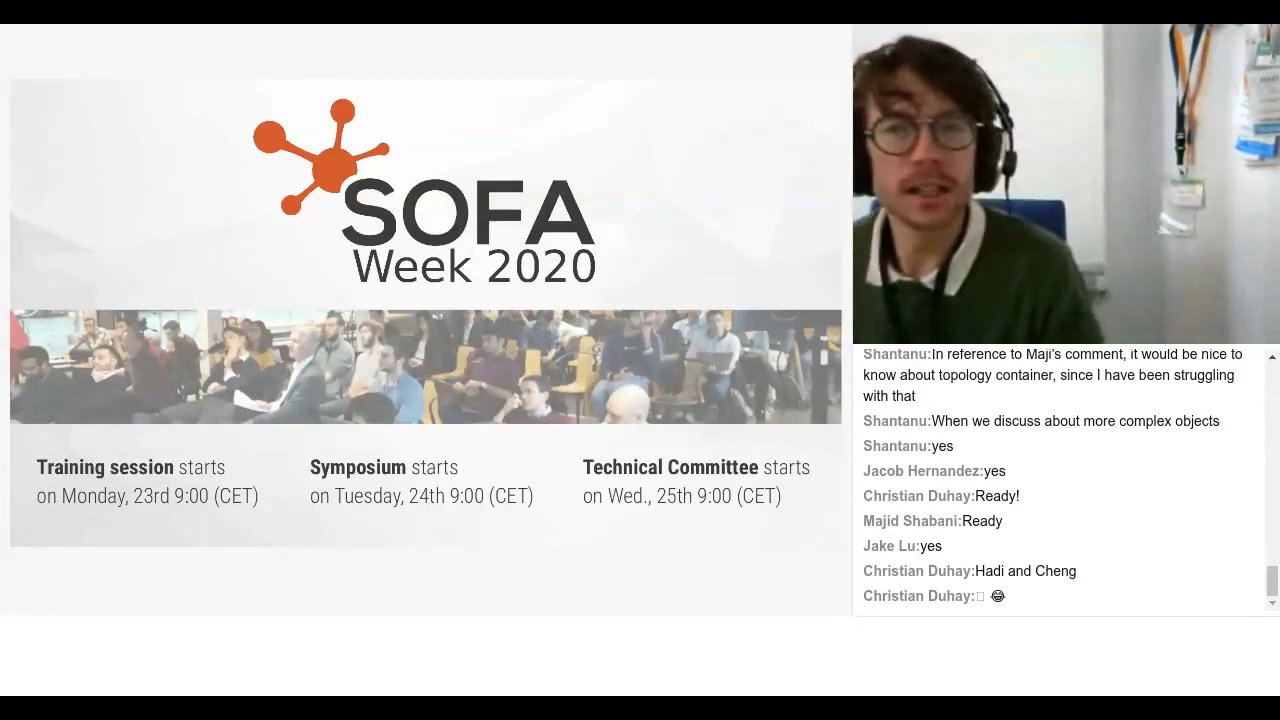 SOFA
Week 2020
Training session starts
on Monday, 23rd 9:00 (CET)
Symposium starts
on Tuesday, 24th 9:00 (CET)
Technical Committee starts
on Wed., 25th 9:00 (CET)
Shantanu:In reference to Maji's comment, it would be nice to
know about topology container, since I have been struggling
with that
Shantanu:When we discuss about more complex objects
Shantanu:yes
Jacob Hernandez:yes
Christian Duhay:Ready!
Majid Shabani:Ready
Jake Lu:yes
Christian Duhay:Hadi and Cheng
Christian Duhay:▯ 😂